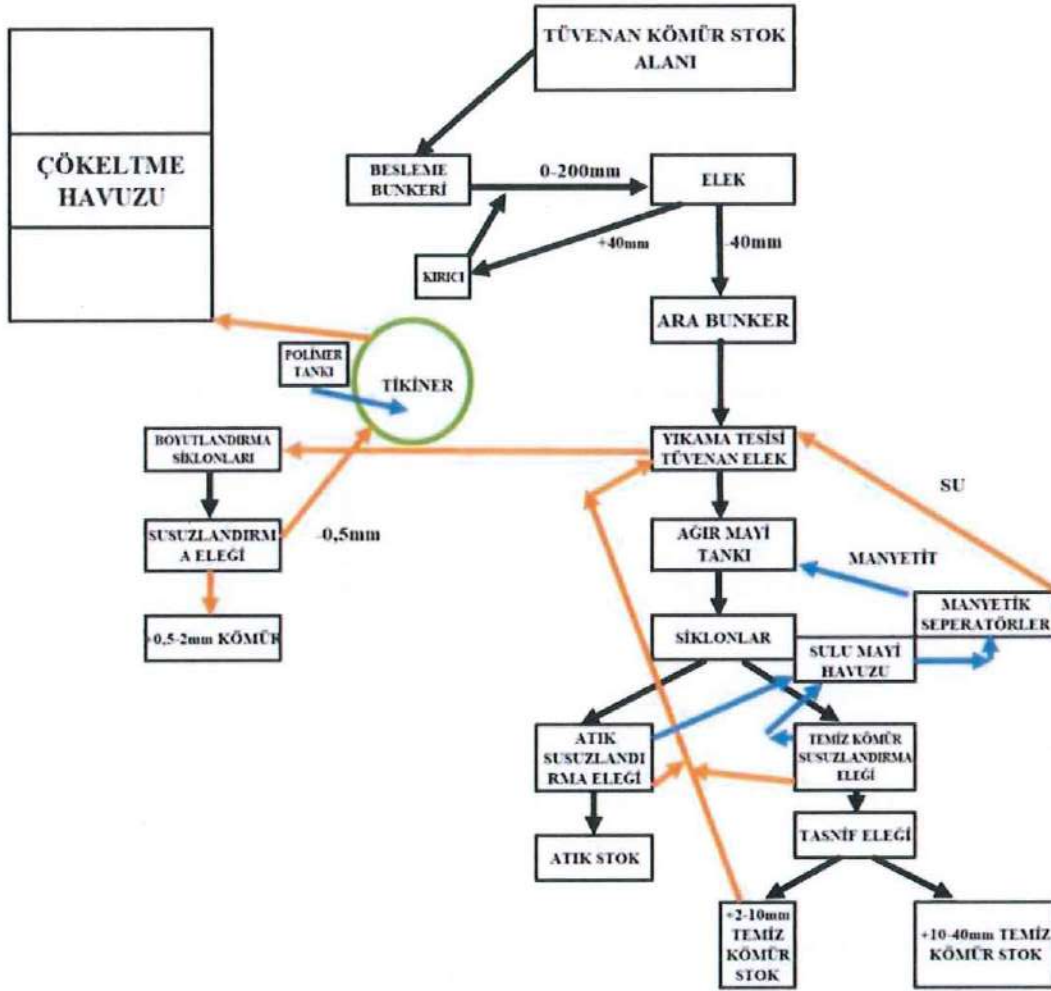 TÜVENAN KÖMÜR STOK
ALANI
ÇÖKELTME
HAVUZU
BESLEME
BUNKERİ
0-200mm
ELEK
+40mm
-40mm
KIRICI
ARA BUNKER
POLİMER
TANKI
TİKİNER
BOYUTLANDIRMA
SİKLONLARI
YIKAMA TESİSİ
TÜVENAN ELEK
SU
SUSUZLANDIRM
A ELEĞİ
-0,5mm
AĞIR MAYİ
TANKI
MANYETİT
MANYETİK
SEPERATÖRLER
+0,5-2mm KÖMÜR
SİKLONLAR
SULU MAYİ
HAVUZU
ATIK
SUSUZLANDI
RMA ELEĞİ
TEMİZ KÖMÜR
SUSUZLANDIRMA
ELEĞİ
TASNİF ELEĞİ
ATIK STOK
+2-10mm
TEMİZ
KÖMÜR
STOK
+10-40mm TEMİZ
KÖMÜR STOK